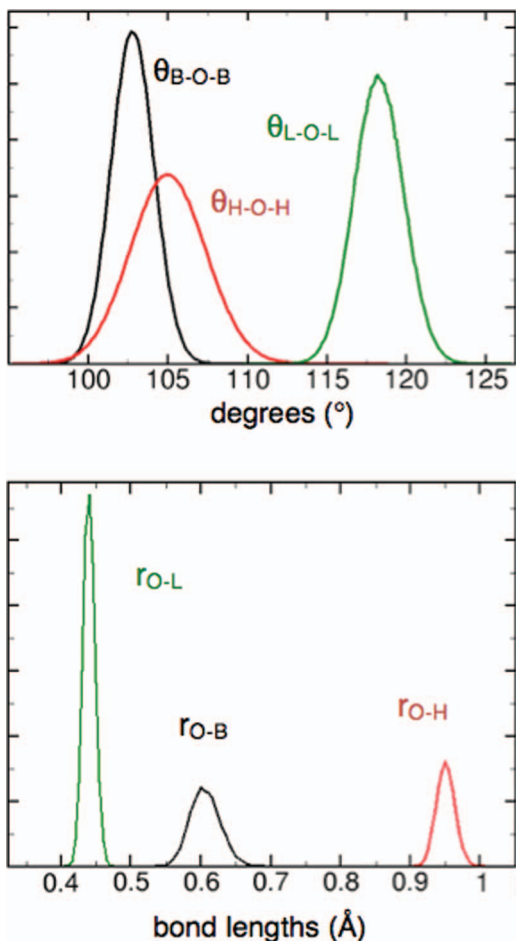 θB-O-B
θL-O-L
θH-O-H
100 105 110 115 120 125
degrees (°)
rO-L
rO-B
rO-H
0.4 0.5 0.6 0.7 0.8 0.9 1
bond lengths (Å)